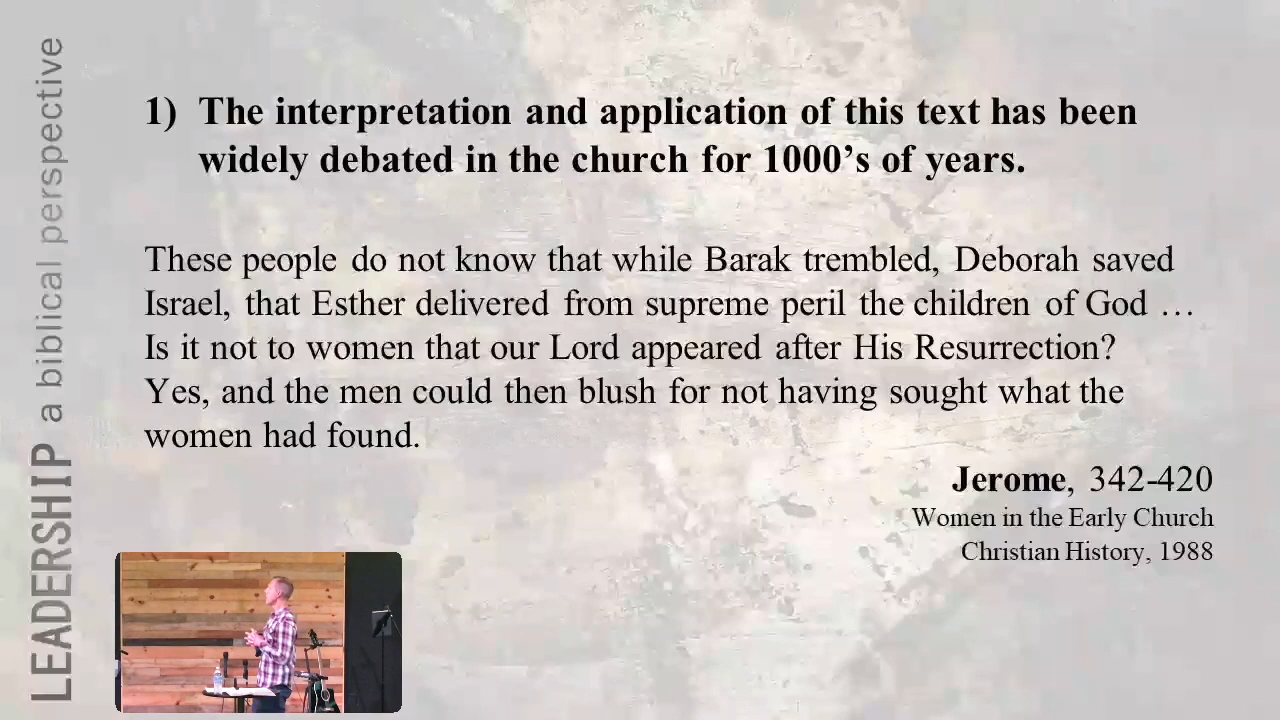 LEADERSHIP a biblical perspective
1) The interpretation and application of this text has been
widely debated in the church for 1000’s of years.
These people do not know that while Barak trembled, Deborah saved
Israel, that Esther delivered from supreme peril the children of God …
Is it not to women that our Lord appeared after His Resurrection?
Yes, and the men could then blush for not having sought what the
women had found.
Jerome, 342-420
Women in the Early Church
Christian History, 1988